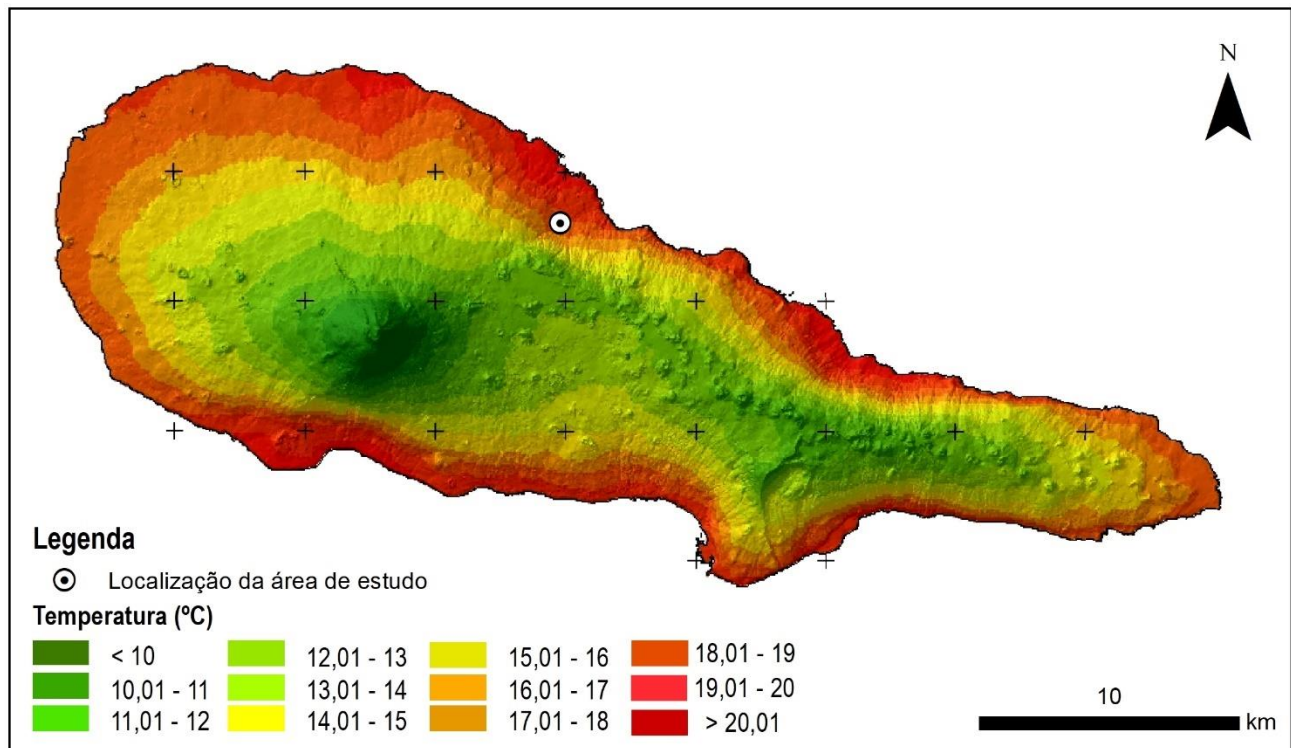 N
Legenda
Localização da área de estudo
Temperatura (ºC)
< 10 12,01 - 13 15,01 - 16 18,01 - 19
10,01 - 11 13,01 - 14 16,01 - 17 19,01 - 20
11,01 - 12 14,01 - 15 17,01 - 18 > 20,01
10
km